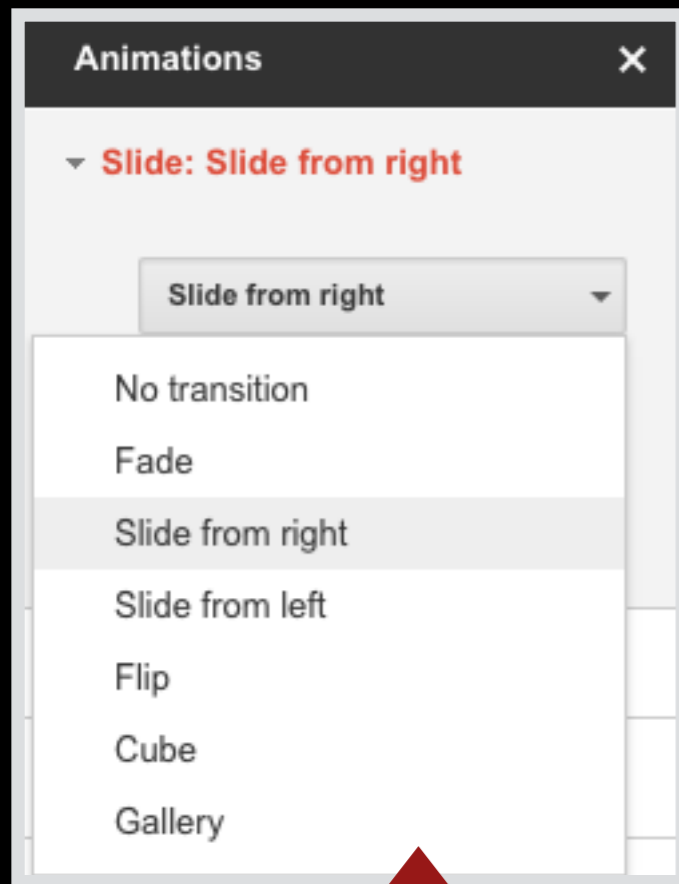 Animations
Slide: Slide from right
Slide from right
No transition
Fade
Slide from right
Slide from left
Flip
Cube
Gallery